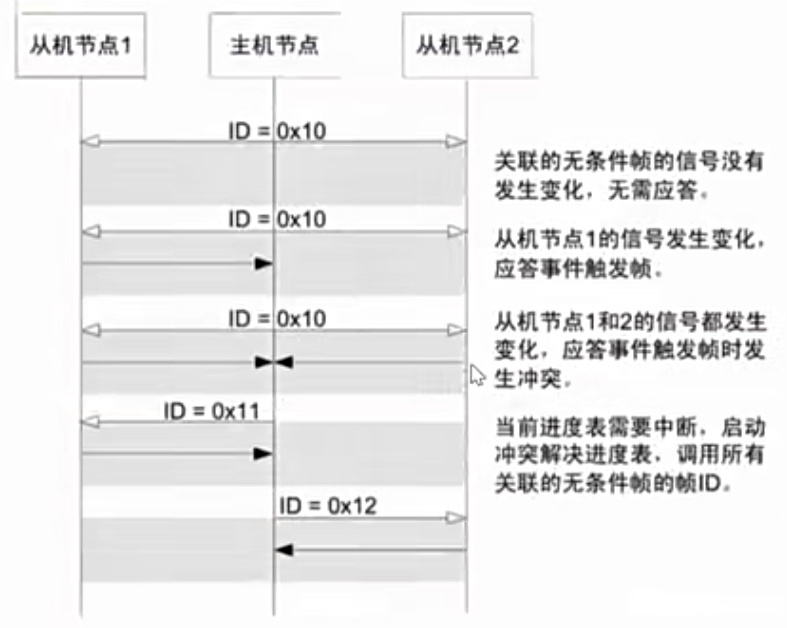 从机节点1
主机节点
从机节点2
ID = 0x10
关联的无条件帧的信号没有
发生变化，无需应答。
ID = 0x10
从机节点1的信号发生变化，
应答事件触发帧。
ID = 0x10
从机节点1和2的信号都发生
变化，应答事件触发帧时发
生冲突。
ID = 0x11
当前进度表需要中断，启动
冲突解决进度表，调用所有
关联的无条件帧的帧ID。
ID = 0x12